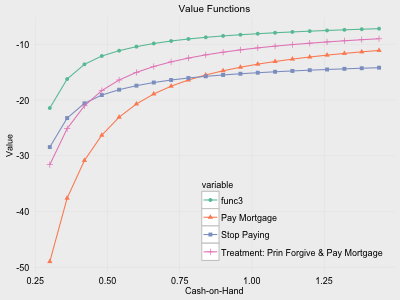 Value Functions
-10
-20
-30
-40
-50
Value
variable
func3
Pay Mortgage
Stop Paying
Treatment: Prin Forgive & Pay Mortgage
0.25 0.50 0.75 1.00 1.25
Cash-on-Hand